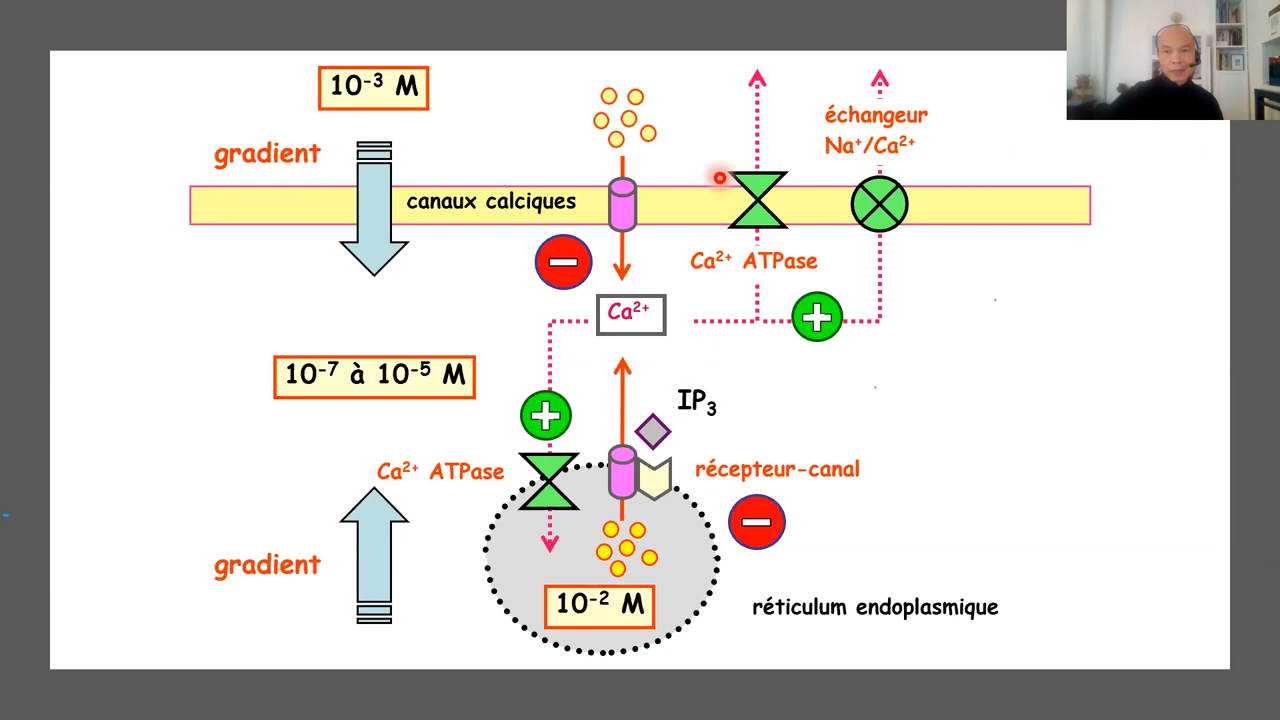 10⁻³ M
gradient
échangeur
Na⁺/Ca²⁺
canaux calciques
Ca²⁺ ATPase
Ca²⁺
10⁻⁷ à 10⁻⁵ M
IP₃
Ca²⁺ ATPase
récepteur-canal
gradient
10⁻² M
réticulum endoplasmique